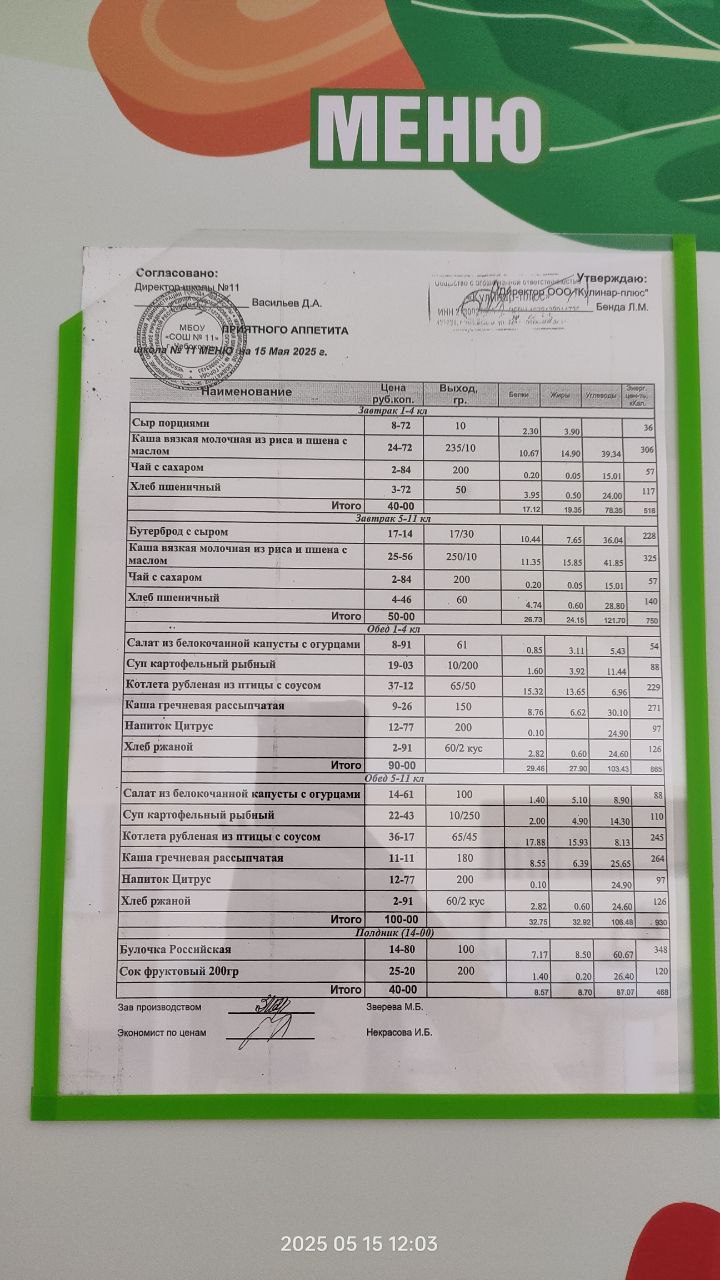 МЕНЮ
Согласовано:
Директор школы №11
Васильев Д.А.
Утверждаю:
Директор ООО "Кулинар-плюс"
Бенда Л.М.
МБОУ
«СОШ № 11»
ПРИЯТНОГО АППЕТИТА
школа № 11 МЕНЮ на 15 Мая 2025 г.
Наименование Цена руб.коп. Выход, гр. Белки Жиры Углеводы Энерг. цен-ть, кКал.
Завтрак 1-4 кл
Сыр порциями 8-72 10 2.30 3.90 36
Каша вязкая молочная из риса и пшена с маслом 24-72 235/10 10.67 14.90 39.34 306
Чай с сахаром 2-84 200 0.20 0.05 15.01 57
Хлеб пшеничный 3-72 50 3.95 0.50 24.00 117
Итого 40-00 17.12 19.35 78.35 516
Завтрак 5-11 кл
Бутерброд с сыром 17-14 17/30 10.44 7.65 36.04 228
Каша вязкая молочная из риса и пшена с маслом 25-56 250/10 11.35 15.85 41.85 325
Чай с сахаром 2-84 200 0.20 0.05 15.01 57
Хлеб пшеничный 4-46 60 4.74 0.60 28.80 140
Итого 50-00 26.73 24.15 121.70 750
Обед 1-4 кл
Салат из белокочанной капусты с огурцами 8-91 61 0.85 3.11 5.43 54
Суп картофельный рыбный 19-03 10/200 1.60 3.92 11.44 88
Котлета рубленая из птицы с соусом 37-12 65/50 15.32 13.65 6.96 229
Каша гречневая рассыпчатая 9-26 150 8.76 6.62 30.10 271
Напиток Цитрус 12-77 200 0.10 24.90 97
Хлеб ржаной 2-91 60/2 кус 2.82 0.60 24.60 126
Итого 90-00 29.46 27.90 103.43 865
Обед 5-11 кл
Салат из белокочанной капусты с огурцами 14-61 100 1.40 5.10 8.90 88
Суп картофельный рыбный 22-43 10/250 2.00 4.90 14.30 110
Котлета рубленая из птицы с соусом 36-17 65/45 17.88 15.93 8.13 245
Каша гречневая рассыпчатая 11-11 180 8.55 6.39 25.65 264
Напиток Цитрус 12-77 200 0.10 24.90 97
Хлеб ржаной 2-91 60/2 кус 2.82 0.60 24.60 126
Итого 100-00 32.75 32.92 106.48 930
Полдник (14-00)
Булочка Российская 14-80 100 7.17 8.50 60.67 348
Сок фруктовый 200гр 25-20 200 1.40 0.20 26.40 120
Итого 40-00 8.57 8.70 87.07 468
Зав производством Зверева М.Б.
Экономист по ценам Некрасова И.Б.
2025 05 15 12:03